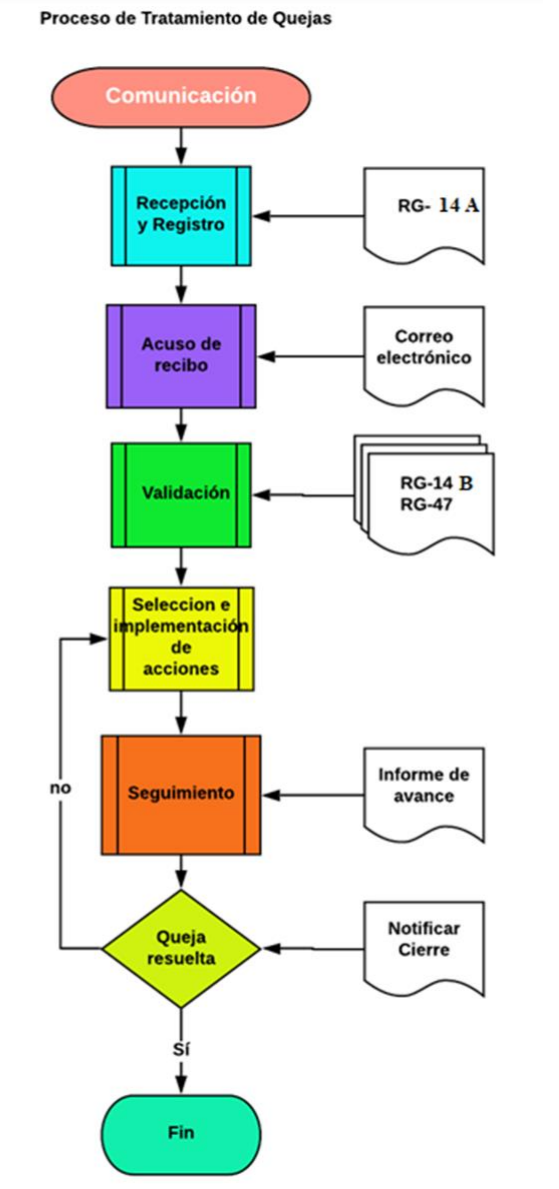 Proceso de Tratamiento de Quejas
Comunicación
Recepción
y Registro
RG- 14 A
Acuso de
recibo
Correo
electrónico
Validación
RG-14 B
RG-47
Seleccion e
implementación
de
acciones
no
Seguimiento
Informe de
avance
Queja
resuelta
Notificar
Cierre
Sí
Fin